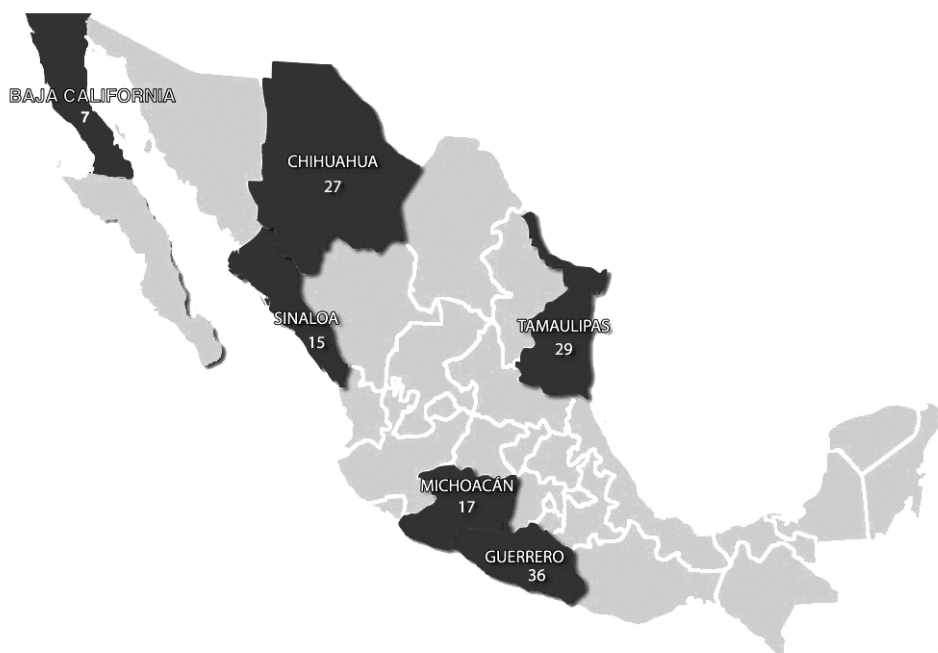 BAJA CALIFORNIA
7
CHIHUAHUA
27
SINALOA
15
TAMAULIPAS
29
MICHOACÁN
17
GUERRERO
36